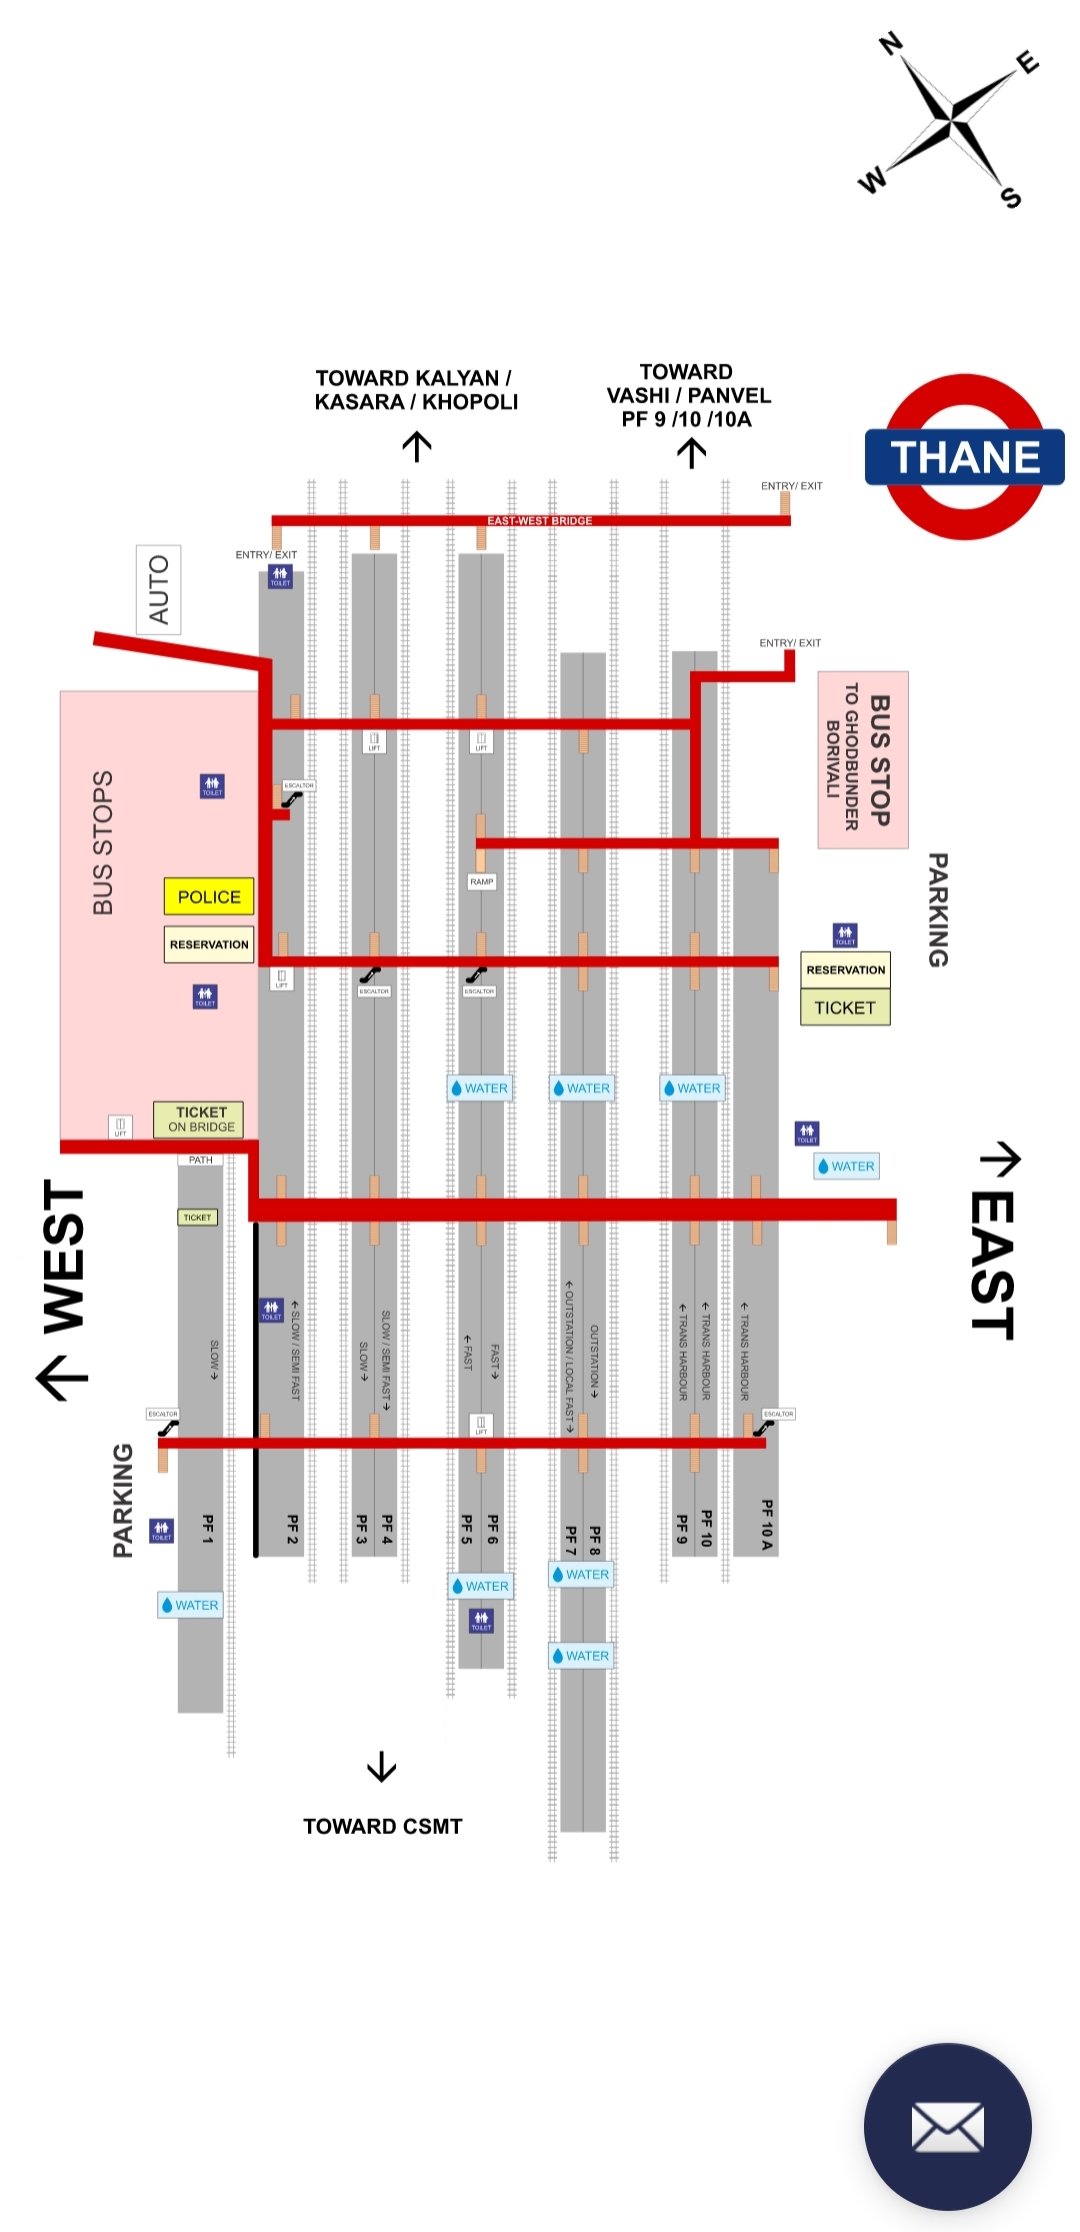 N
E
W
S
TOWARD KALYAN /
KASARA / KHOPOLI
TOWARD
VASHI / PANVEL
PF 9 /10 /10A
THANE
ENTRY/ EXIT
EAST-WEST BRIDGE
ENTRY/ EXIT
TOILET
AUTO
ENTRY/ EXIT
BUS STOP
TO GHODBUNDER
BORIVALI
LIFT
LIFT
BUS STOPS
TOILET
ESCALTOR
PARKING
RAMP
POLICE
RESERVATION
TOILET
RESERVATION
TICKET
LIFT
ESCALTOR
ESCALTOR
TOILET
WATER
WATER
WATER
TICKET
ON BRIDGE
LIFT
TOILET
WATER
PATH
TICKET
← WEST
← EAST
TOILET
SLOW →
← SLOW / SEMI FAST
SLOW →
SLOW / SEMI FAST →
← FAST
FAST →
← OUTSTATION / LOCAL FAST →
OUTSTATION →
← TRANS HARBOUR
← TRANS HARBOUR
← TRANS HARBOUR
ESCALTOR
LIFT
ESCALTOR
PARKING
TOILET
PF 1
PF 2
PF 3
PF 4
PF 5
PF 6
PF 7
PF 8
PF 9
PF 10
PF 10 A
WATER
WATER
WATER
TOILET
WATER
TOWARD CSMT